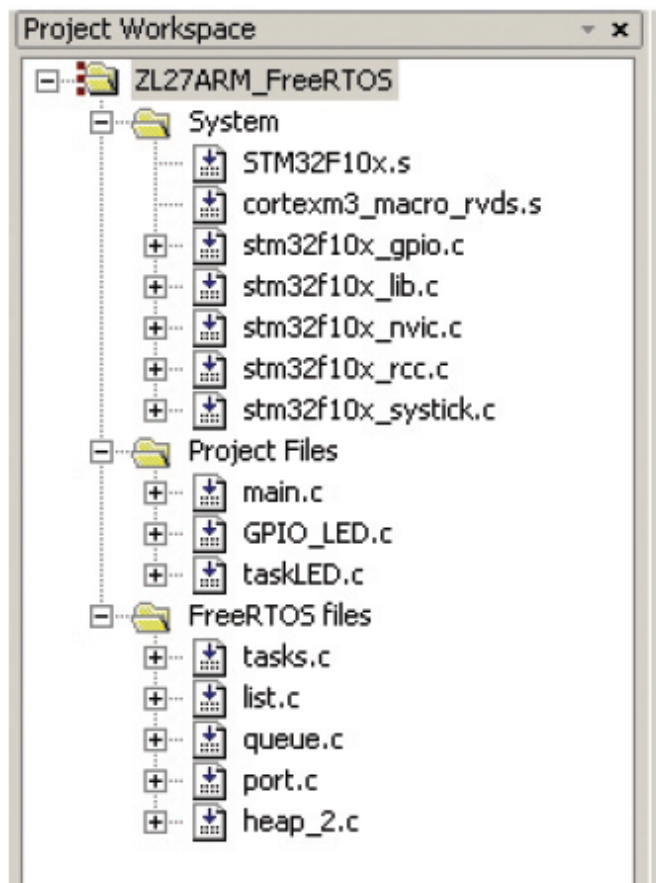 Project Workspace
ZL27ARM_FreeRTOS
System
STM32F10x.s
cortexm3_macro_rvds.s
stm32f10x_gpio.c
stm32f10x_lib.c
stm32f10x_nvic.c
stm32f10x_rcc.c
stm32f10x_systick.c
Project Files
main.c
GPIO_LED.c
taskLED.c
FreeRTOS files
tasks.c
list.c
queue.c
port.c
heap_2.c